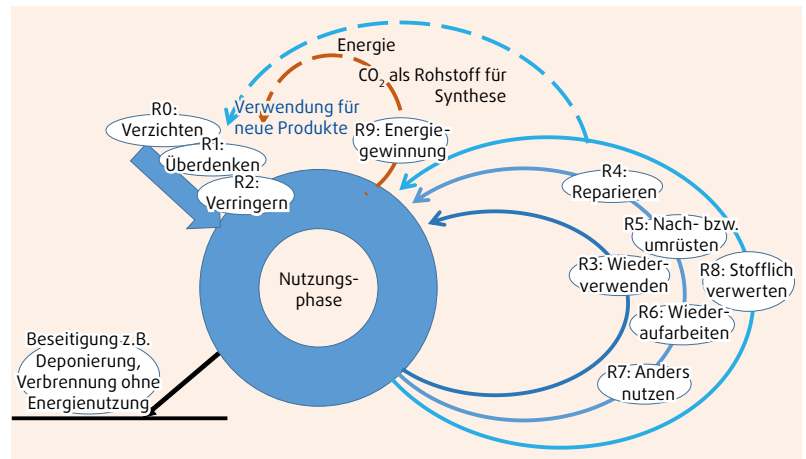 Energie
CO₂ als Rohstoff für
Synthese
R0:
Verzichten
Verwendung für
neue Produkte
R1:
Überdenken
R9: Energie-
gewinnung
R2:
Verringern
R4:
Reparieren
R5: Nach- bzw.
umrüsten
R3: Wieder-
verwenden
R8: Stofflich
verwerten
Nutzungs-
phase
R6: Wieder-
aufarbeiten
R7: Anders
nutzen
Beseitigung z.B.
Deponierung,
Verbrennung ohne
Energienutzung